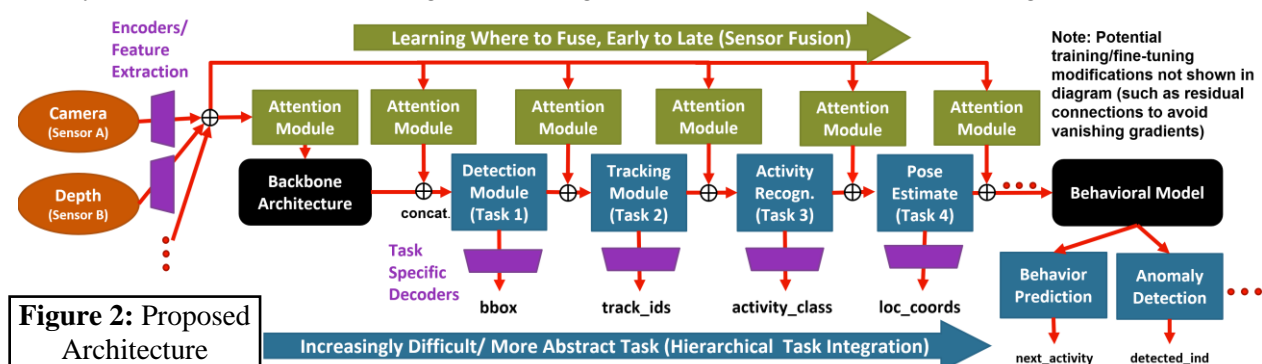 Encoders/
Feature
Extraction
Learning Where to Fuse, Early to Late (Sensor Fusion)
Note: Potential
training/fine-tuning
modifications not shown in
diagram (such as residual
connections to avoid
vanishing gradients)
Camera
(Sensor A)
Attention
Module
Attention
Module
Attention
Module
Attention
Module
Attention
Module
Attention
Module
Depth
(Sensor B)
Backbone
Architecture
concat.
Detection
Module
(Task 1)
Tracking
Module
(Task 2)
Activity
Recogn.
(Task 3)
Pose
Estimate
(Task 4)
Behavioral Model
Task
Specific
Decoders
bbox
track_ids
activity_class
loc_coords
Behavior
Prediction
Anomaly
Detection
Figure 2: Proposed
Architecture
Increasingly Difficult/ More Abstract Task (Hierarchical Task Integration)
next_activity
detected_ind